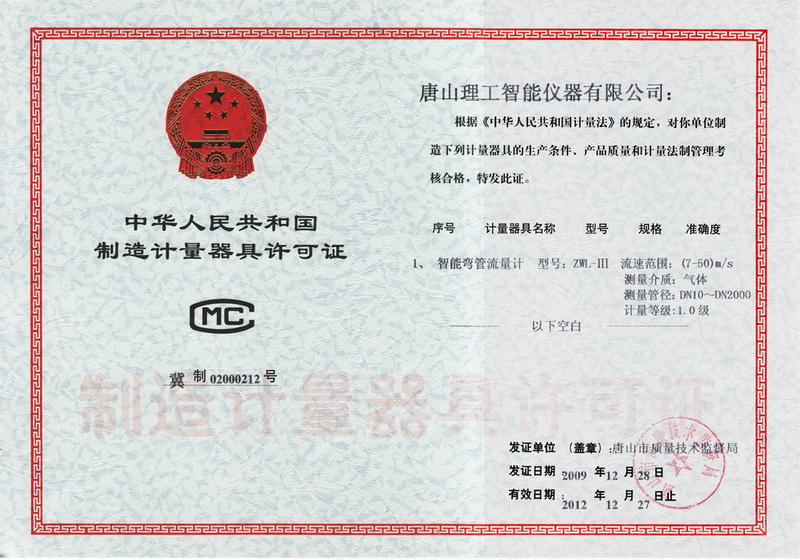 中华人民共和国
制造计量器具许可证
CMC
冀 制 02000212 号
唐山理工智能仪器有限公司：
根据《中华人民共和国计量法》的规定，对你单位制
造下列计量器具的生产条件、产品质量和计量法制管理考
核合格，特发此证。
序号 计量器具名称 型号 规格 准确度
1、 智能弯管流量计 型号：ZWL-III 流速范围：(7-50)m/s
测量介质：气体
测量管径：DN10～DN2000
计量等级:1.0 级
以下空白
制造计量器具许可证
发证单位 （盖章）:唐山市质量技术监督局
发证日期:2009 年12 月 28 日
有效日期:2012 年 12 月 27 日止